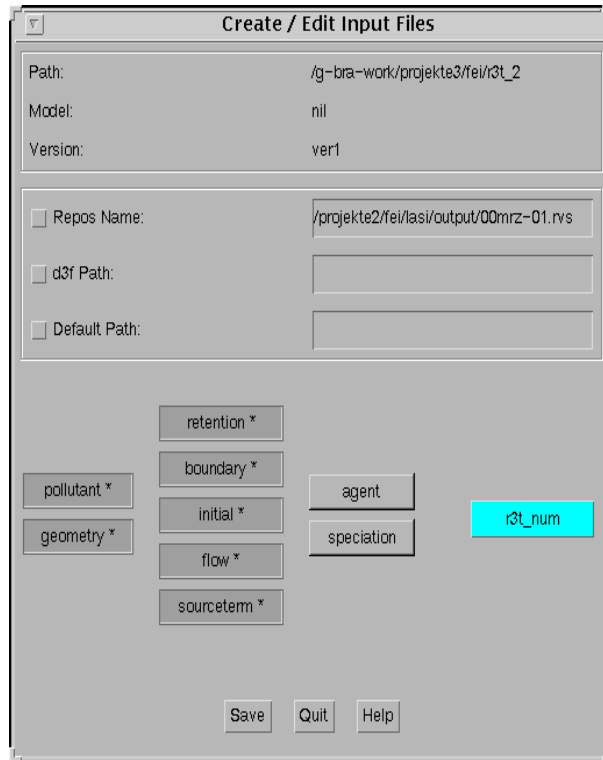 Create / Edit Input Files
Path: /g-bra-work/projekte3/fei/r3t_2
Model: nil
Version: ver1
Repos Name: /projekte2/fei/lasi/output/00mrz-01.rvs
d3f Path:
Default Path:
retention *
boundary *
pollutant *
agent
initial *
r3t_num
geometry *
speciation
flow *
sourceterm *
Save Quit Help